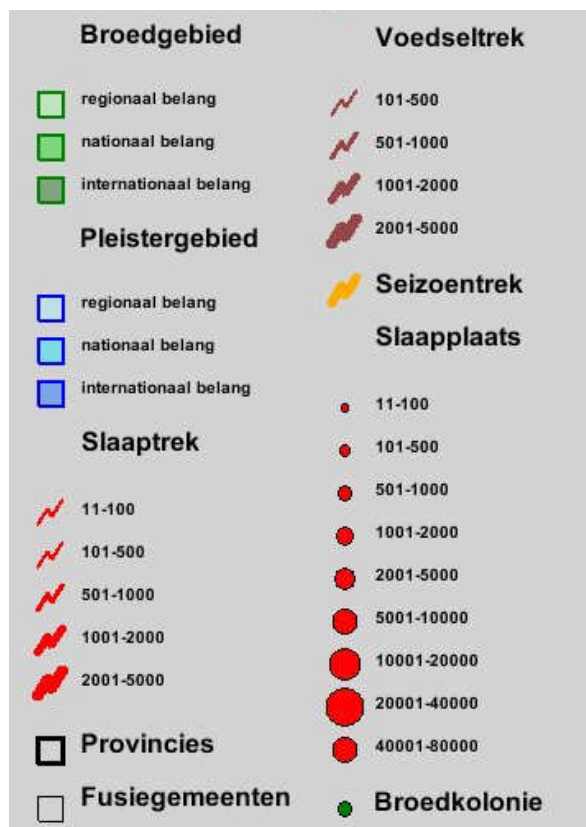 Broedgebied
regionaal belang
nationaal belang
internationaal belang
Pleistergebied
regionaal belang
nationaal belang
internationaal belang
Slaaptrek
11-100
101-500
501-1000
1001-2000
2001-5000
Provincies
Fusiegemeenten
Voedseltrek
101-500
501-1000
1001-2000
2001-5000
Seizoentrek
Slaapplaats
11-100
101-500
501-1000
1001-2000
2001-5000
5001-10000
10001-20000
20001-40000
40001-80000
Broedkolonie